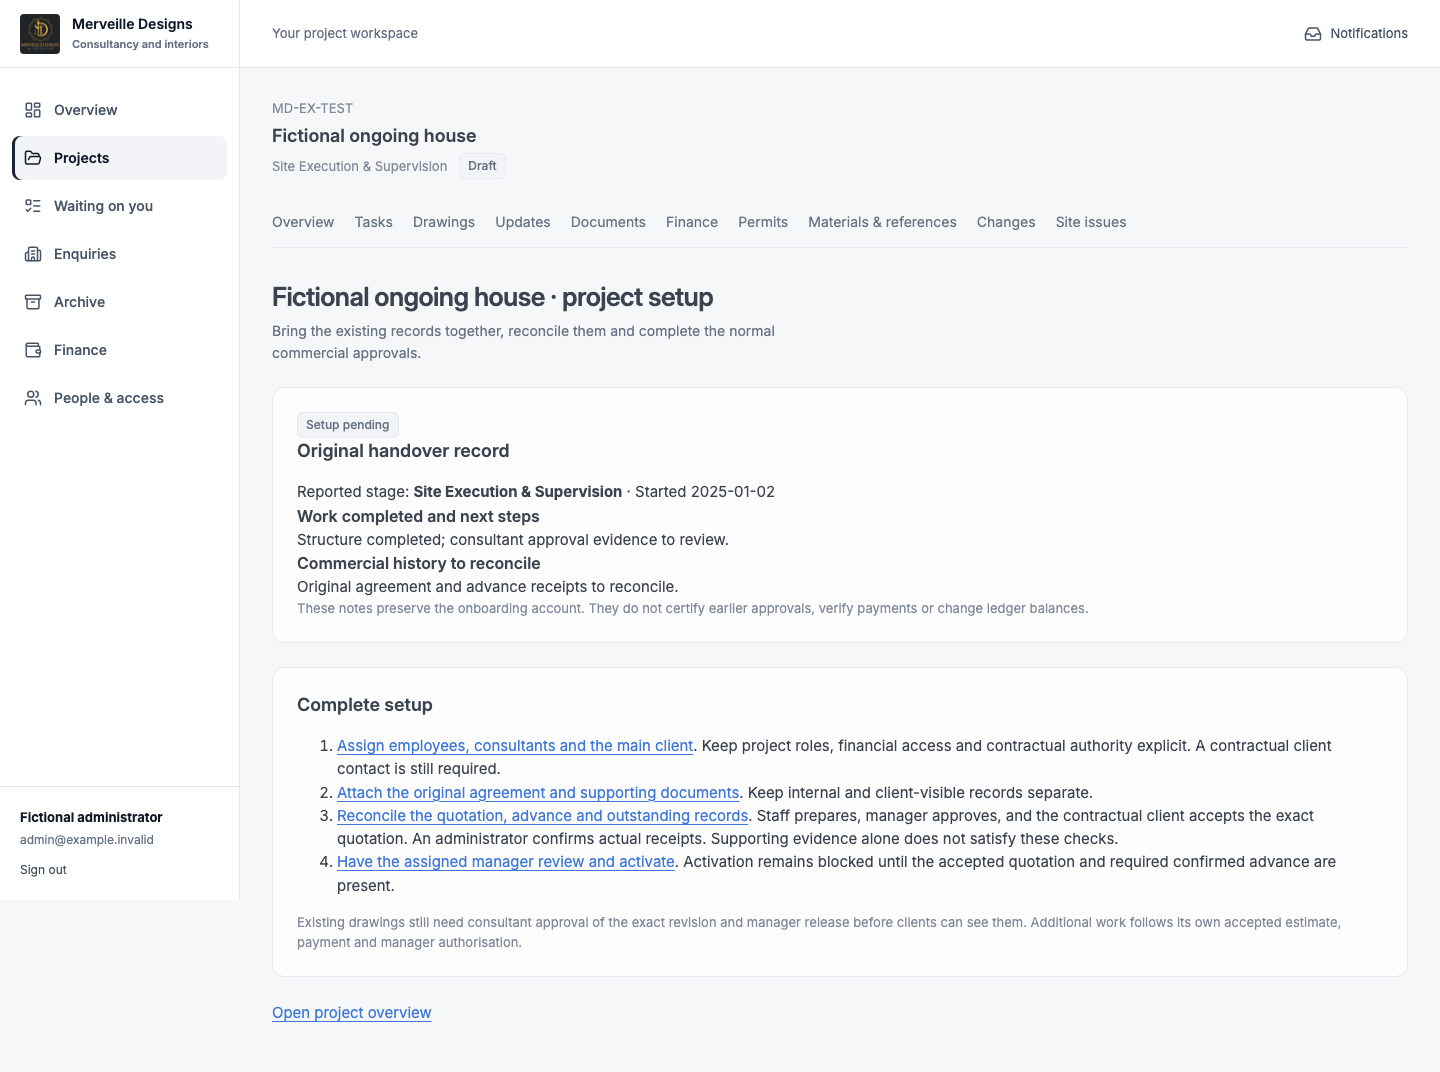 Merveille Designs
Consultancy and interiors
Your project workspace
Notifications
Overview
Projects
Waiting on you
Enquiries
Archive
Finance
People & access
Fictional administrator
admin@example.invalid
Sign out
MD-EX-TEST
Fictional ongoing house
Site Execution & Supervision Draft
Overview Tasks Drawings Updates Documents Finance Permits Materials & references Changes Site issues
Fictional ongoing house · project setup
Bring the existing records together, reconcile them and complete the normal
commercial approvals.
Setup pending
Original handover record
Reported stage: Site Execution & Supervision · Started 2025-01-02
Work completed and next steps
Structure completed; consultant approval evidence to review.
Commercial history to reconcile
Original agreement and advance receipts to reconcile.
These notes preserve the onboarding account. They do not certify earlier approvals, verify payments or change ledger balances.
Complete setup
1. Assign employees, consultants and the main client. Keep project roles, financial access and contractual authority explicit. A contractual client
contact is still required.
2. Attach the original agreement and supporting documents. Keep internal and client-visible records separate.
3. Reconcile the quotation, advance and outstanding records. Staff prepares, manager approves, and the contractual client accepts the exact
quotation. An administrator confirms actual receipts. Supporting evidence alone does not satisfy these checks.
4. Have the assigned manager review and activate. Activation remains blocked until the accepted quotation and required confirmed advance are
present.
Existing drawings still need consultant approval of the exact revision and manager release before clients can see them. Additional work follows its own accepted estimate,
payment and manager authorisation.
Open project overview